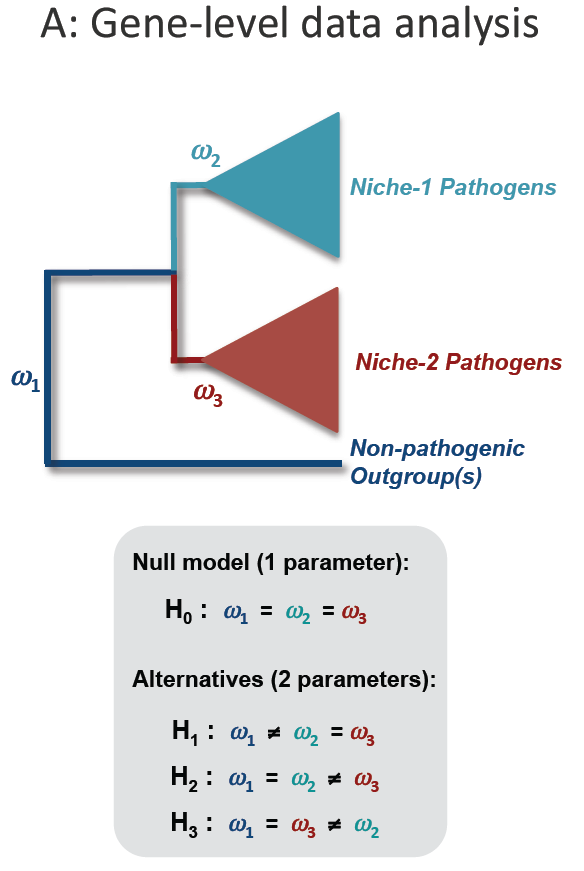 A: Gene-level data analysis
ω2
Niche-1 Pathogens
Niche-2 Pathogens
ω1
ω3
Non-pathogenic
Outgroup(s)
Null model (1 parameter):
H0 : ω1 = ω2 = ω3
Alternatives (2 parameters):
H1 : ω1 ≠ ω2 = ω3
H2 : ω1 = ω2 ≠ ω3
H3 : ω1 = ω3 ≠ ω2